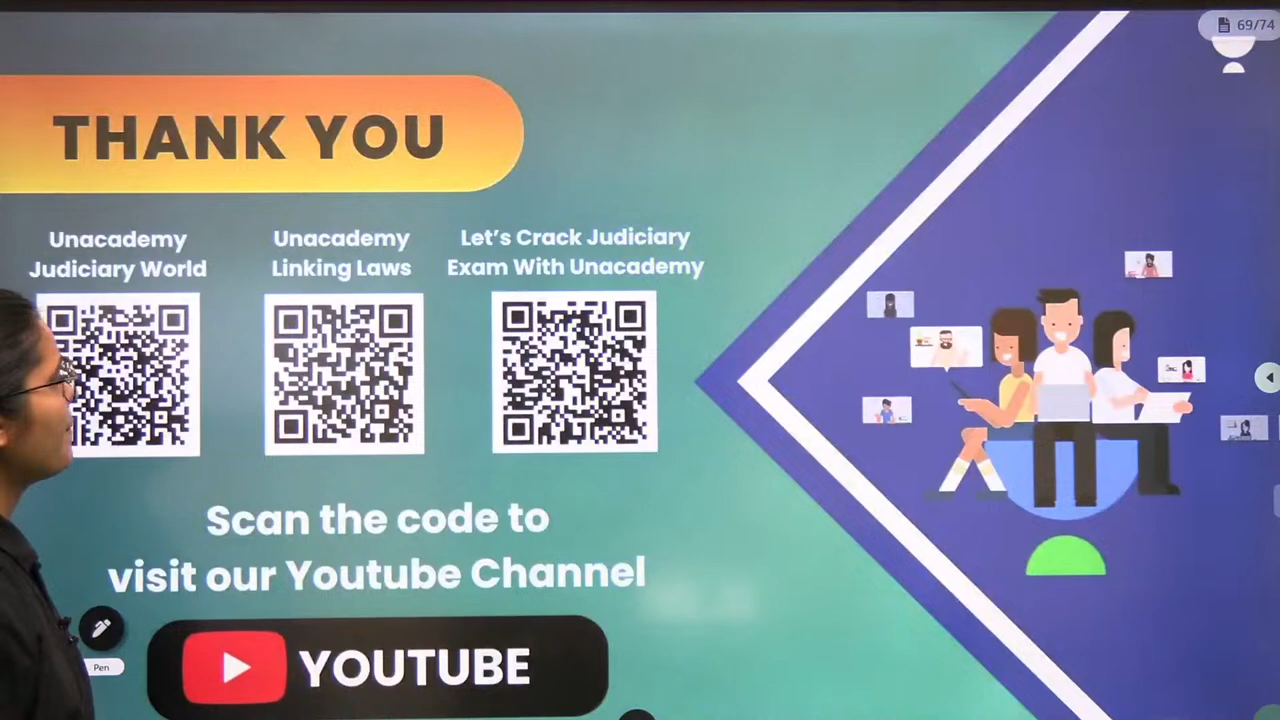 69/74
THANK YOU
Unacademy
Judiciary World
Unacademy
Linking Laws
Let's Crack Judiciary
Exam With Unacademy
Scan the code to
visit our Youtube Channel
Pen
YOUTUBE